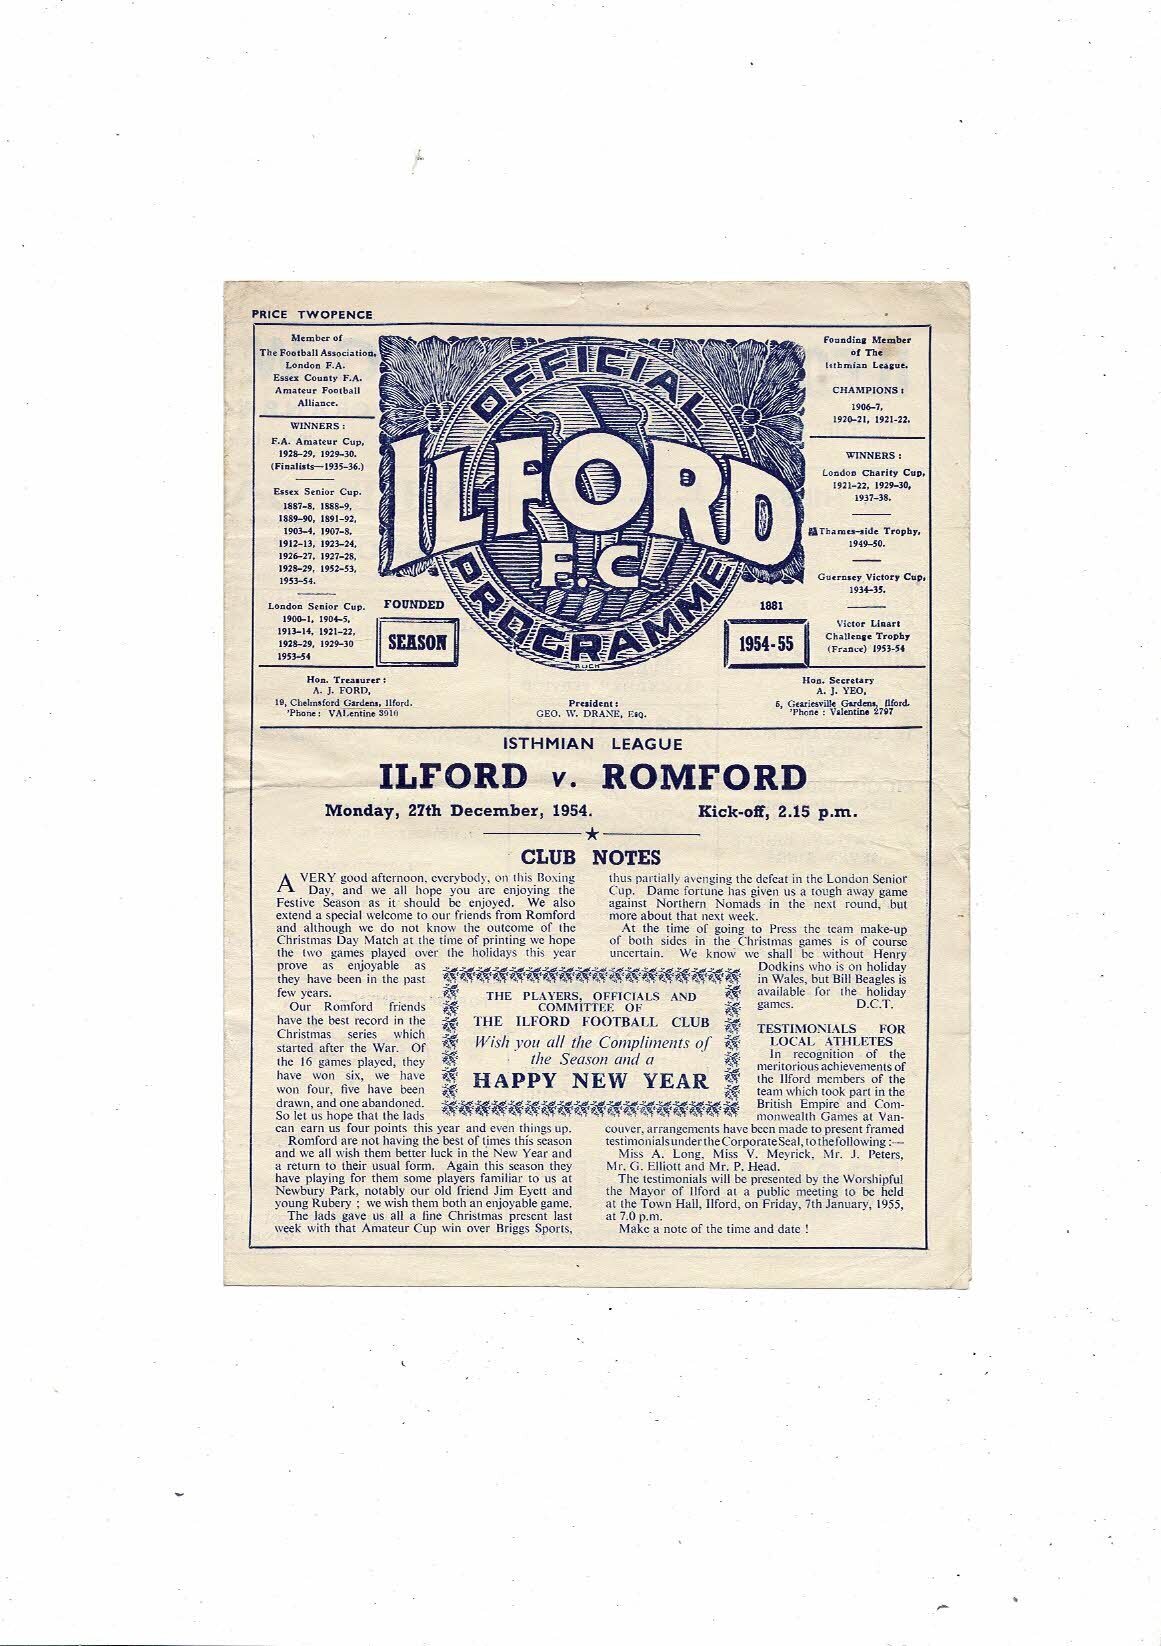 PRICE TWOPENCE
Member of
The Football Association,
London F.A.
Essex County F.A.
Amateur Football
Alliance.
WINNERS :
F.A. Amateur Cup,
1928-29, 1929-30.
(Finalists—1935-36.)
Essex Senior Cup.
1887-8, 1888-9,
1889-90, 1891-92,
1903-4, 1907-8,
1912-13, 1923-24,
1926-27, 1927-28,
1928-29, 1952-53,
1953-54.
London Senior Cup.
1900-1, 1904-5,
1913-14, 1921-22,
1928-29, 1929-30
1953-54
OFFICIAL
ILFORD
F.C
PROGRAMME
FOUNDED
1881
SEASON
1954-55
Founding Member
of The
Isthmian League.
CHAMPIONS :
1906-7,
1920-21, 1921-22.
WINNERS :
London Charity Cup,
1921-22, 1929-30,
1937-38.
Thames-side Trophy,
1949-50.
Guernsey Victory Cup,
1934-35.
Victor Linart
Challenge Trophy
(France) 1953-54
Hon. Treasurer :
A. J. FORD,
19, Chelmsford Gardens, Ilford.
'Phone : VALentine 3910
President :
GEO. W. DRANE, Esq.
Hon. Secretary
A. J. YEO,
6, Geariesville Gardens, Ilford.
'Phone : Valentine 2797
ISTHMIAN LEAGUE
ILFORD v. ROMFORD
Monday, 27th December, 1954. Kick-off, 2.15 p.m.
CLUB NOTES
A VERY good afternoon, everybody, on this Boxing
Day, and we all hope you are enjoying the
Festive Season as it should be enjoyed. We also
extend a special welcome to our friends from Romford
and although we do not know the outcome of the
Christmas Day Match at the time of printing we hope
the two games played over the holidays this year
prove as enjoyable as
they have been in the past
few years.
Our Romford friends
have the best record in the
Christmas series which
started after the War. Of
the 16 games played, they
have won six, we have
won four, five have been
drawn, and one abandoned.
So let us hope that the lads
can earn us four points this year and even things up.
Romford are not having the best of times this season
and we all wish them better luck in the New Year and
a return to their usual form. Again this season they
have playing for them some players familiar to us at
Newbury Park, notably our old friend Jim Eyett and
young Rubery ; we wish them both an enjoyable game.
The lads gave us all a fine Christmas present last
week with that Amateur Cup win over Briggs Sports,
THE PLAYERS, OFFICIALS AND
COMMITTEE OF
THE ILFORD FOOTBALL CLUB
Wish you all the Compliments of
the Season and a
HAPPY NEW YEAR
thus partially avenging the defeat in the London Senior
Cup. Dame fortune has given us a tough away game
against Northern Nomads in the next round, but
more about that next week.
At the time of going to Press the team make-up
of both sides in the Christmas games is of course
uncertain. We know we shall be without Henry
Dodkins who is on holiday
in Wales, but Bill Beagles is
available for the holiday
games. D.C.T.
TESTIMONIALS FOR
LOCAL ATHLETES
In recognition of the
meritorious achievements of
the Ilford members of the
team which took part in the
British Empire and Com-
monwealth Games at Van-
couver, arrangements have been made to present framed
testimonials under the Corporate Seal, to the following :—
Miss A. Long, Miss V. Meyrick, Mr. J. Peters,
Mr. G. Elliott and Mr. P. Head.
The testimonials will be presented by the Worshipful
the Mayor of Ilford at a public meeting to be held
at the Town Hall, Ilford, on Friday, 7th January, 1955,
at 7.0 p.m.
Make a note of the time and date !